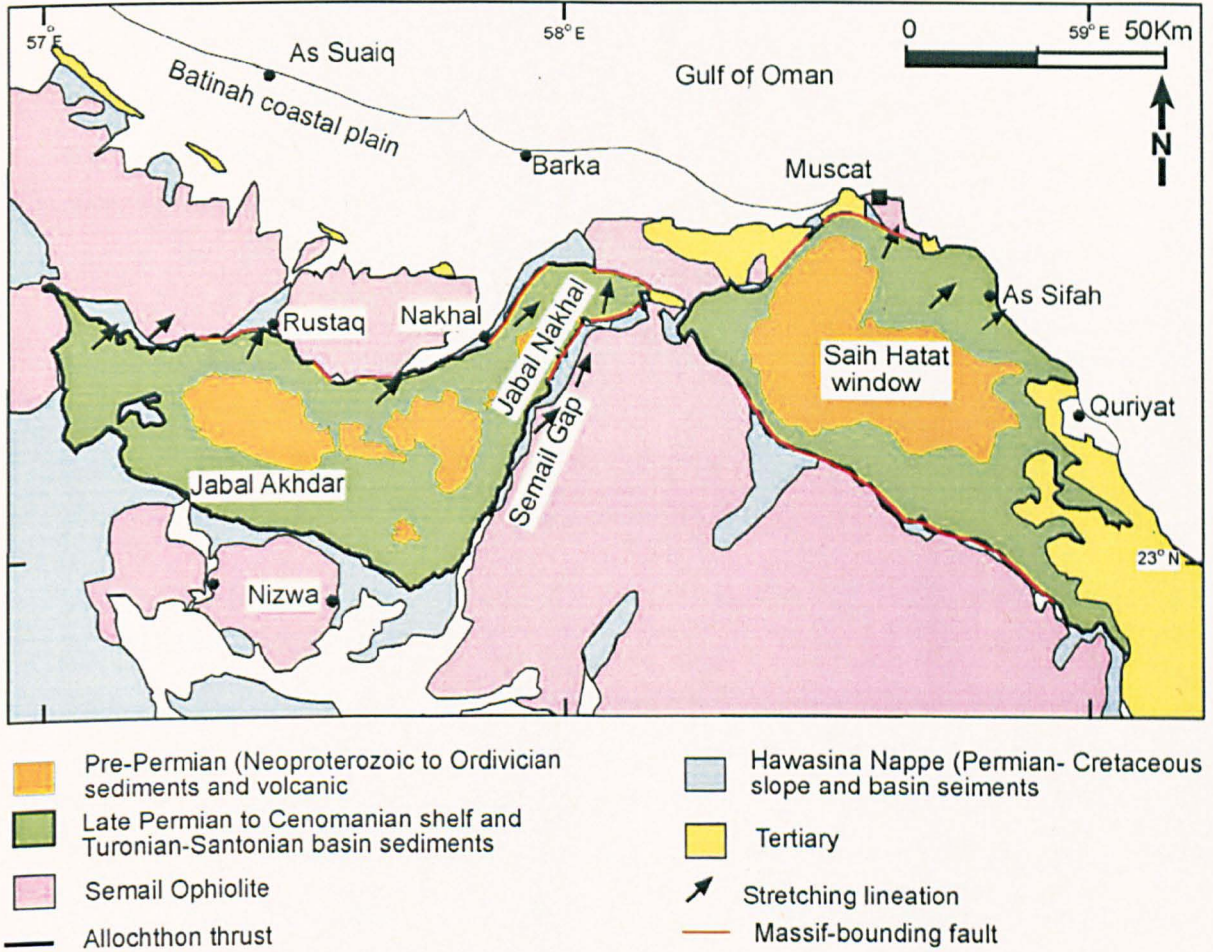 57°E
58°E
59°E
0 50Km
As Suaiq
Batinah coastal plain
Gulf of Oman
N
Barka
Muscat
Rustaq
Nakhal
Jabal Nakhal
As Sifah
Saih Hatat
window
Quriyat
Semail Gap
Jabal Akhdar
23°N
Nizwa
Pre-Permian (Neoproterozoic to Ordivician
sediments and volcanic
Late Permian to Cenomanian shelf and
Turonian-Santonian basin sediments
Semail Ophiolite
Allochthon thrust
Hawasina Nappe (Permian- Cretaceous
slope and basin seiments
Tertiary
Stretching lineation
Massif-bounding fault